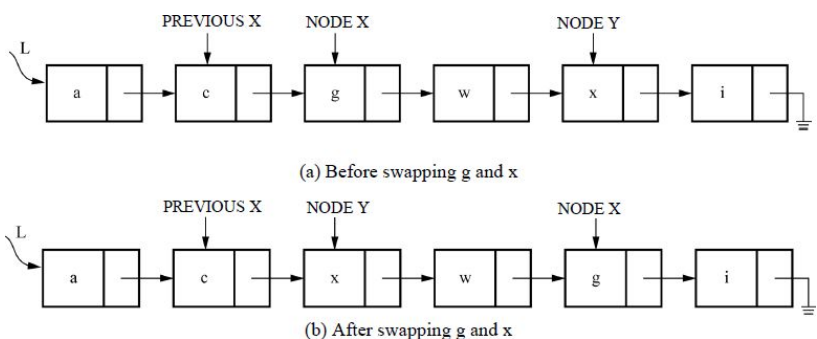 PREVIOUS X NODE X NODE Y
L
a c g w x i
(a) Before swapping g and x
PREVIOUS X NODE Y NODE X
L
a c x w g i
(b) After swapping g and x